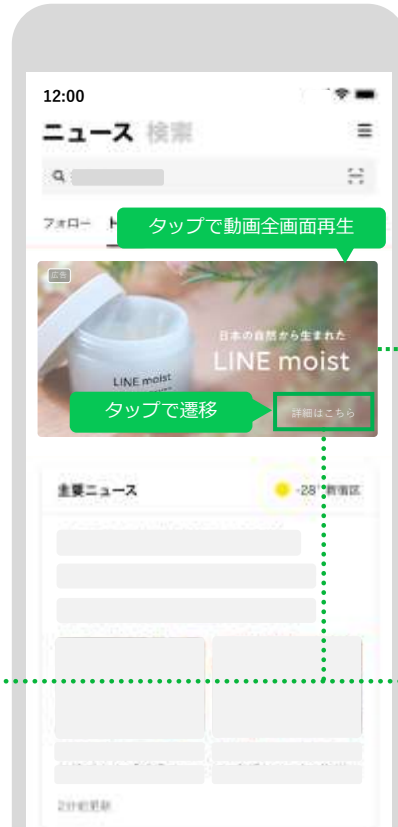 12:00
ニュース 検索
フォロー
タップで動画全画面再生
広告
日本の自然から生まれた
LINE moist
LINE moist
タップで遷移
詳細はこちら
主要ニュース
-28° 新宿区
2分前更新